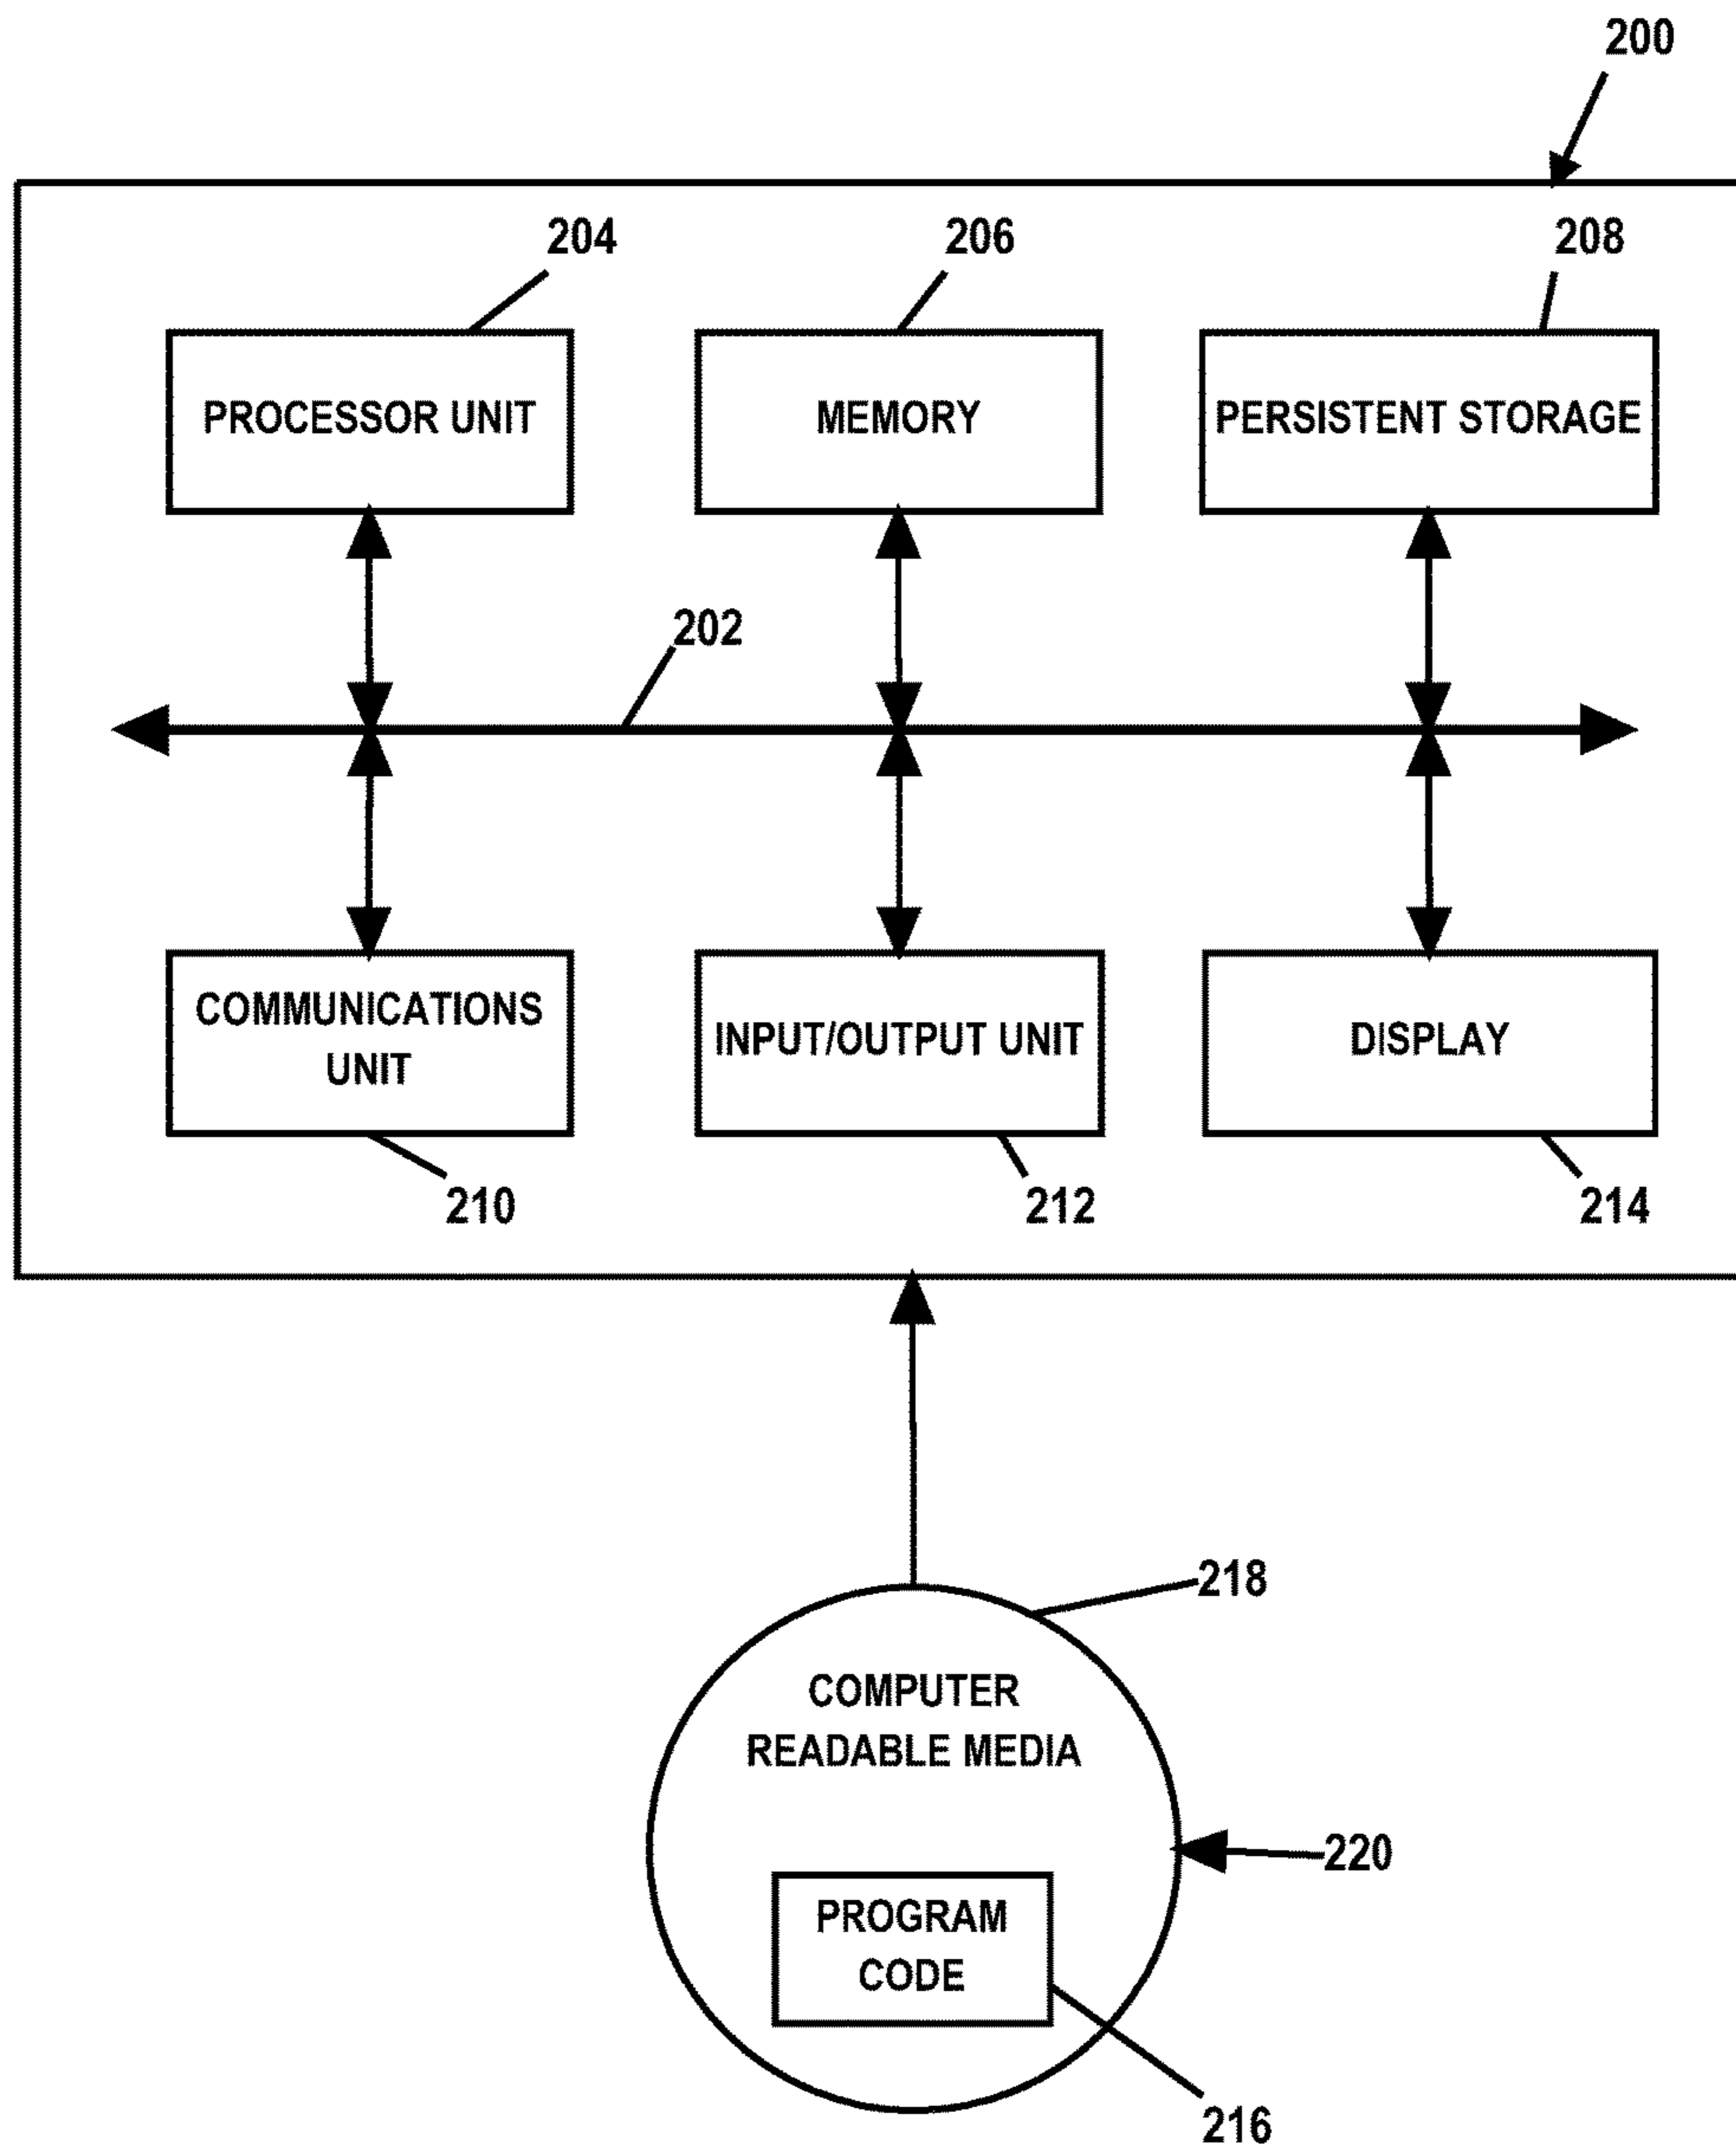 200
204
206
208
PROCESSOR UNIT
MEMORY
PERSISTENT STORAGE
202
COMMUNICATIONS
UNIT
INPUT/OUTPUT UNIT
DISPLAY
210
212
214
218
COMPUTER
READABLE MEDIA
220
PROGRAM
CODE
216